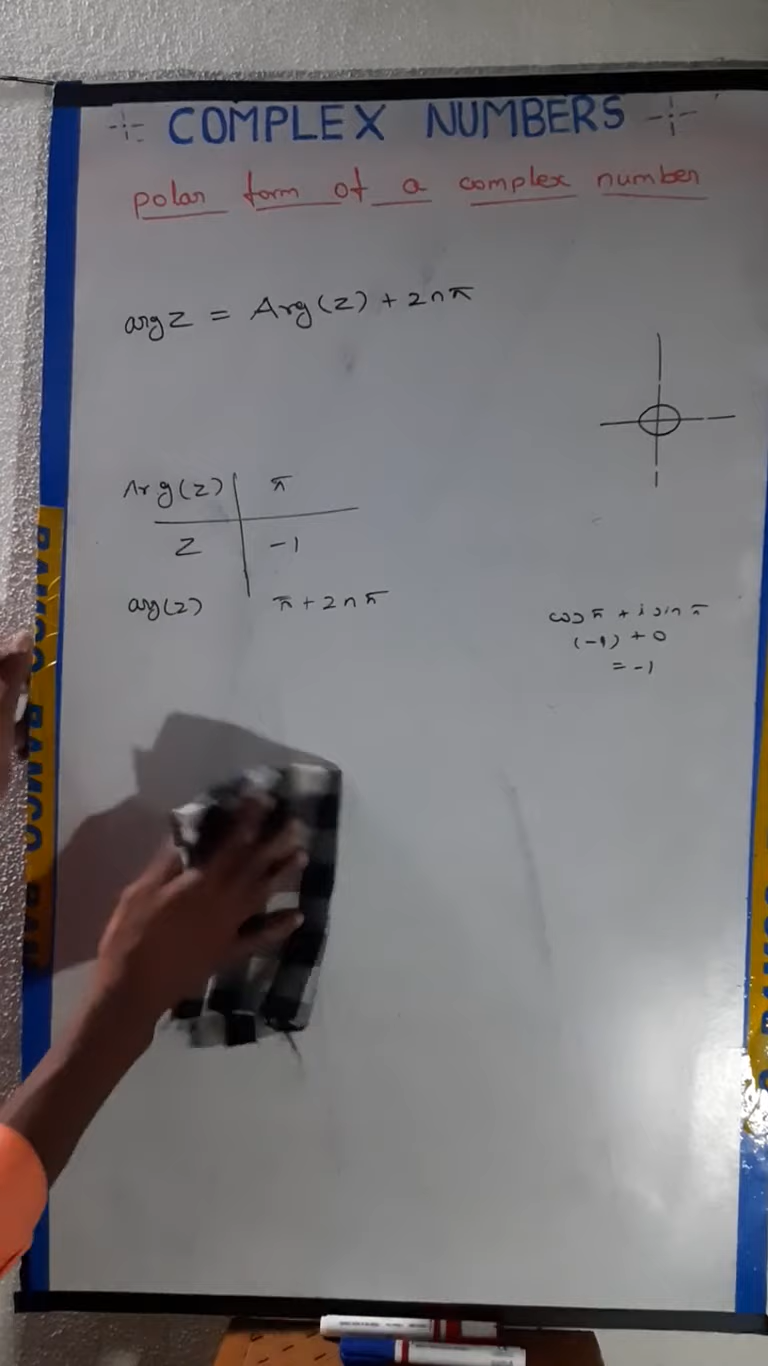 COMPLEX NUMBERS
polar form of a complex number
arg z = Arg(z) + 2nπ
Arg(z) π
z -1
arg(z) π + 2nπ
cos π + i sin π
(-1) + 0
= -1